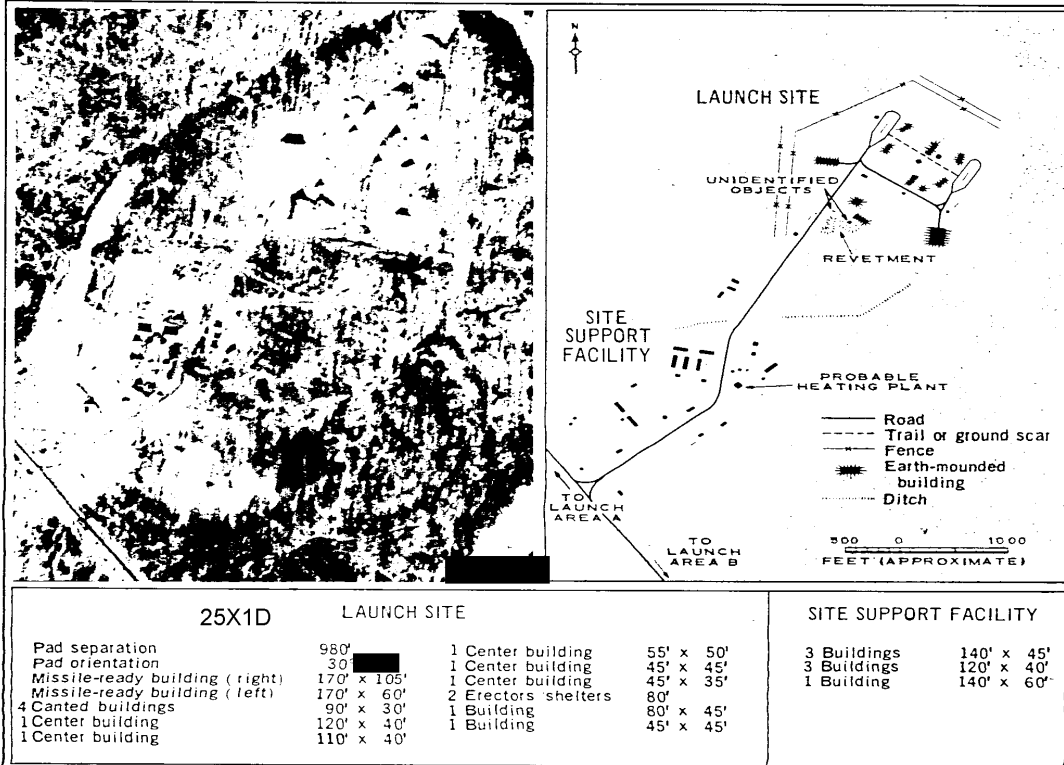 N
LAUNCH SITE
UNIDENTIFIED
OBJECTS
REVETMENT
SITE
SUPPORT
FACILITY
PROBABLE
HEATING PLANT
Road
Trail or ground scar
Fence
Earth-mounded
building
Ditch
TO
LAUNCH
AREA A
TO
LAUNCH
AREA B
500 0 1000
FEET (APPROXIMATE)
25X1D
LAUNCH SITE
Pad separation 980'
Pad orientation 30
Missile-ready building (right) 170' x 105'
Missile-ready building (left) 170' x 60'
4 Canted buildings 90' x 30'
1 Center building 120' x 40'
1 Center building 110' x 40'
1 Center building 55' x 50'
1 Center building 45' x 45'
1 Center building 45' x 35'
2 Erectors shelters 80'
1 Building 80' x 45'
1 Building 45' x 45'
SITE SUPPORT FACILITY
3 Buildings 140' x 45'
3 Buildings 120' x 40'
1 Building 140' x 60'